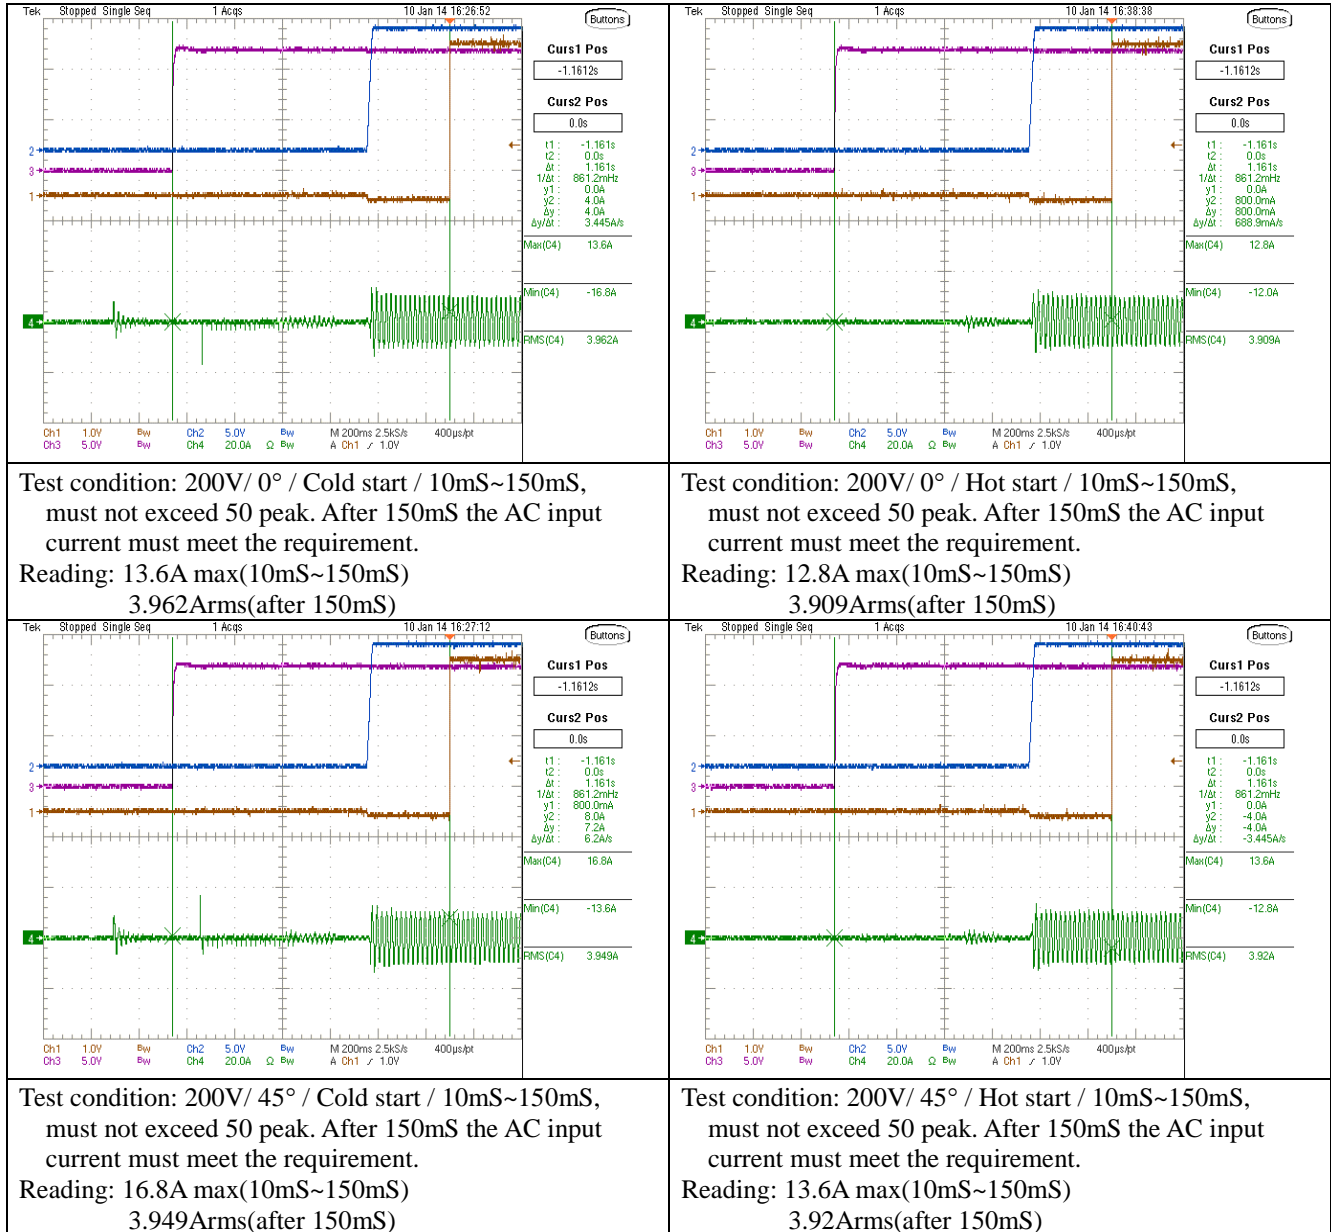 Tek Stopped Single Seq 1 Acqs 10 Jan 14 16:26:52
Buttons
Curs1 Pos
-1.1612s
Curs2 Pos
0.0s
t1 : -1.161s
t2 : 0.0s
Δt : 1.161s
1/Δt : 861.2mHz
y1 : 0.0A
y2 : 4.0A
Δy : 4.0A
Δy/Δt : 3.445A/s
Max(C4) 13.6A
Min(C4) -16.8A
RMS(C4) 3.962A
2
3
1
4
Ch1 1.0V Bw Ch2 5.0V Bw M 200ms 2.5kS/s 400µs/pt
Ch3 5.0V Bw Ch4 20.0A Ω Bw A Ch1 ∕ 1.0V
Test condition: 200V/ 0° / Cold start / 10mS~150mS,
must not exceed 50 peak. After 150mS the AC input
current must meet the requirement.
Reading: 13.6A max(10mS~150mS)
3.962Arms(after 150mS)
Tek Stopped Single Seq 1 Acqs 10 Jan 14 16:38:38
Buttons
Curs1 Pos
-1.1612s
Curs2 Pos
0.0s
t1 : -1.161s
t2 : 0.0s
Δt : 1.161s
1/Δt : 861.2mHz
y1 : 0.0A
y2 : 800.0mA
Δy : 800.0mA
Δy/Δt : 688.9mA/s
Max(C4) 12.8A
Min(C4) -12.0A
RMS(C4) 3.909A
2
3
1
4
Ch1 1.0V Bw Ch2 5.0V Bw M 200ms 2.5kS/s 400µs/pt
Ch3 5.0V Bw Ch4 20.0A Ω Bw A Ch1 ∕ 1.0V
Test condition: 200V/ 0° / Hot start / 10mS~150mS,
must not exceed 50 peak. After 150mS the AC input
current must meet the requirement.
Reading: 12.8A max(10mS~150mS)
3.909Arms(after 150mS)
Tek Stopped Single Seq 1 Acqs 10 Jan 14 16:27:12
Buttons
Curs1 Pos
-1.1612s
Curs2 Pos
0.0s
t1 : -1.161s
t2 : 0.0s
Δt : 1.161s
1/Δt : 861.2mHz
y1 : 800.0mA
y2 : 8.0A
Δy : 7.2A
Δy/Δt : 6.2A/s
Max(C4) 16.8A
Min(C4) -13.6A
RMS(C4) 3.949A
2
3
1
4
Ch1 1.0V Bw Ch2 5.0V Bw M 200ms 2.5kS/s 400µs/pt
Ch3 5.0V Bw Ch4 20.0A Ω Bw A Ch1 ∕ 1.0V
Test condition: 200V/ 45° / Cold start / 10mS~150mS,
must not exceed 50 peak. After 150mS the AC input
current must meet the requirement.
Reading: 16.8A max(10mS~150mS)
3.949Arms(after 150mS)
Tek Stopped Single Seq 1 Acqs 10 Jan 14 16:40:43
Buttons
Curs1 Pos
-1.1612s
Curs2 Pos
0.0s
t1 : -1.161s
t2 : 0.0s
Δt : 1.161s
1/Δt : 861.2mHz
y1 : 0.0A
y2 : -4.0A
Δy : -4.0A
Δy/Δt : -3.445A/s
Max(C4) 13.6A
Min(C4) -12.8A
RMS(C4) 3.92A
2
3
1
4
Ch1 1.0V Bw Ch2 5.0V Bw M 200ms 2.5kS/s 400µs/pt
Ch3 5.0V Bw Ch4 20.0A Ω Bw A Ch1 ∕ 1.0V
Test condition: 200V/ 45° / Hot start / 10mS~150mS,
must not exceed 50 peak. After 150mS the AC input
current must meet the requirement.
Reading: 13.6A max(10mS~150mS)
3.92Arms(after 150mS)